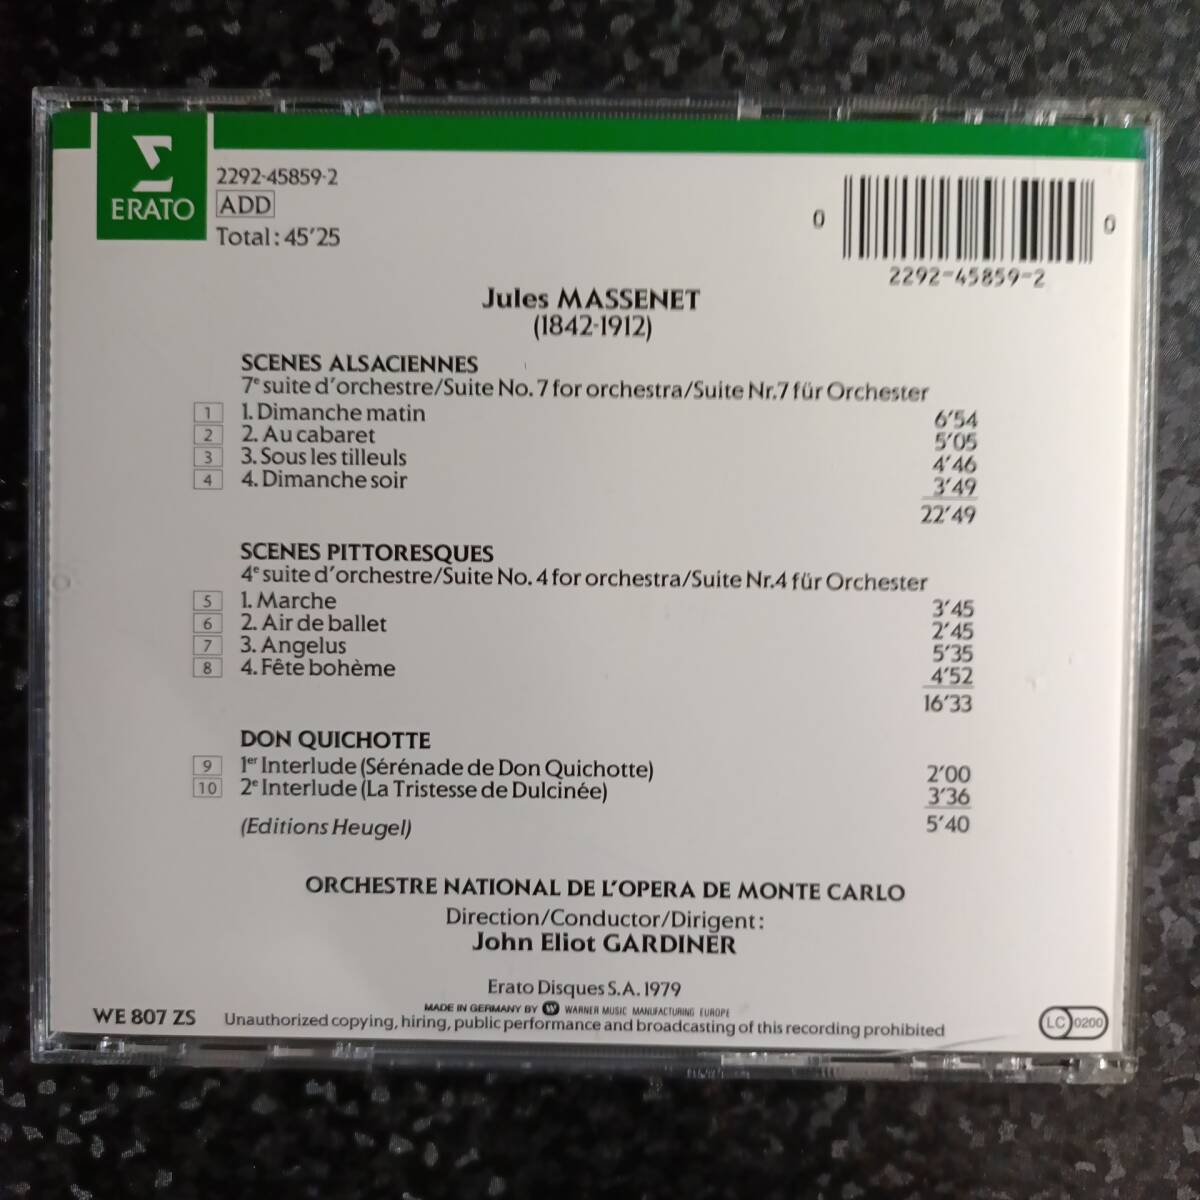 ERATO
2292-45859-2
ADD
Total: 45'25
0 0
2292-45859-2
Jules MASSENET
(1842-1912)
SCENES ALSACIENNES
7e suite d'orchestre/Suite No. 7 for orchestra/Suite Nr.7 für Orchester
1 1. Dimanche matin 6'54
2 2. Au cabaret 5'05
3 3. Sous les tilleuls 4'46
4 4. Dimanche soir 3'49
22'49
SCENES PITTORESQUES
4e suite d'orchestre/Suite No. 4 for orchestra/Suite Nr.4 für Orchester
5 1. Marche 3'45
6 2. Air de ballet 2'45
7 3. Angelus 5'35
8 4. Fête bohème 4'52
16'33
DON QUICHOTTE
9 1er Interlude (Sérénade de Don Quichotte) 2'00
10 2e Interlude (La Tristesse de Dulcinée) 3'36
(Editions Heugel) 5'40
ORCHESTRE NATIONAL DE L'OPERA DE MONTE CARLO
Direction/Conductor/Dirigent:
John Eliot GARDINER
Erato Disques S.A. 1979
MADE IN GERMANY BY WARNER MUSIC MANUFACTURING EUROPE
WE 807 ZS
Unauthorized copying, hiring, public performance and broadcasting of this recording prohibited
LC 0200